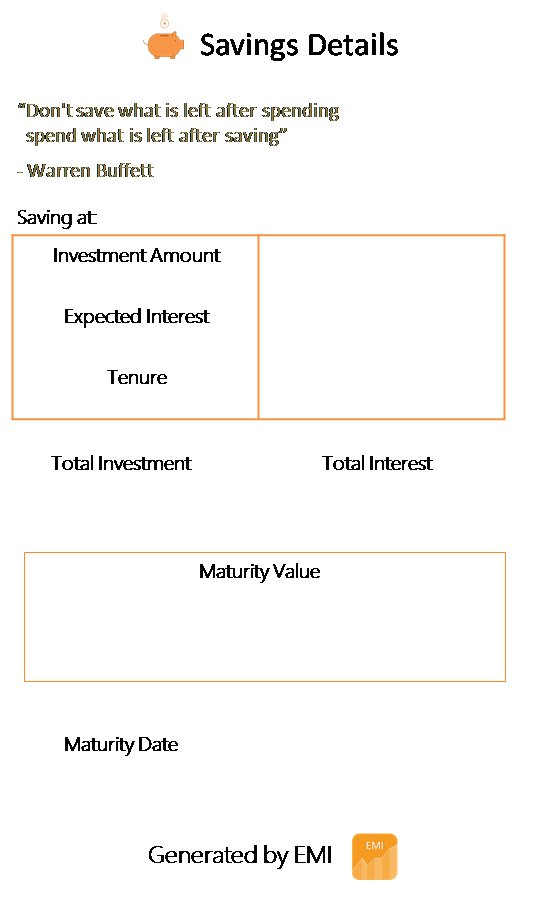 Savings Details
“Don't save what is left after spending
spend what is left after saving”
- Warren Buffett
Saving at:
Investment Amount
Expected Interest
Tenure
Total Investment
Total Interest
Maturity Value
Maturity Date
Generated by EMI
EMI